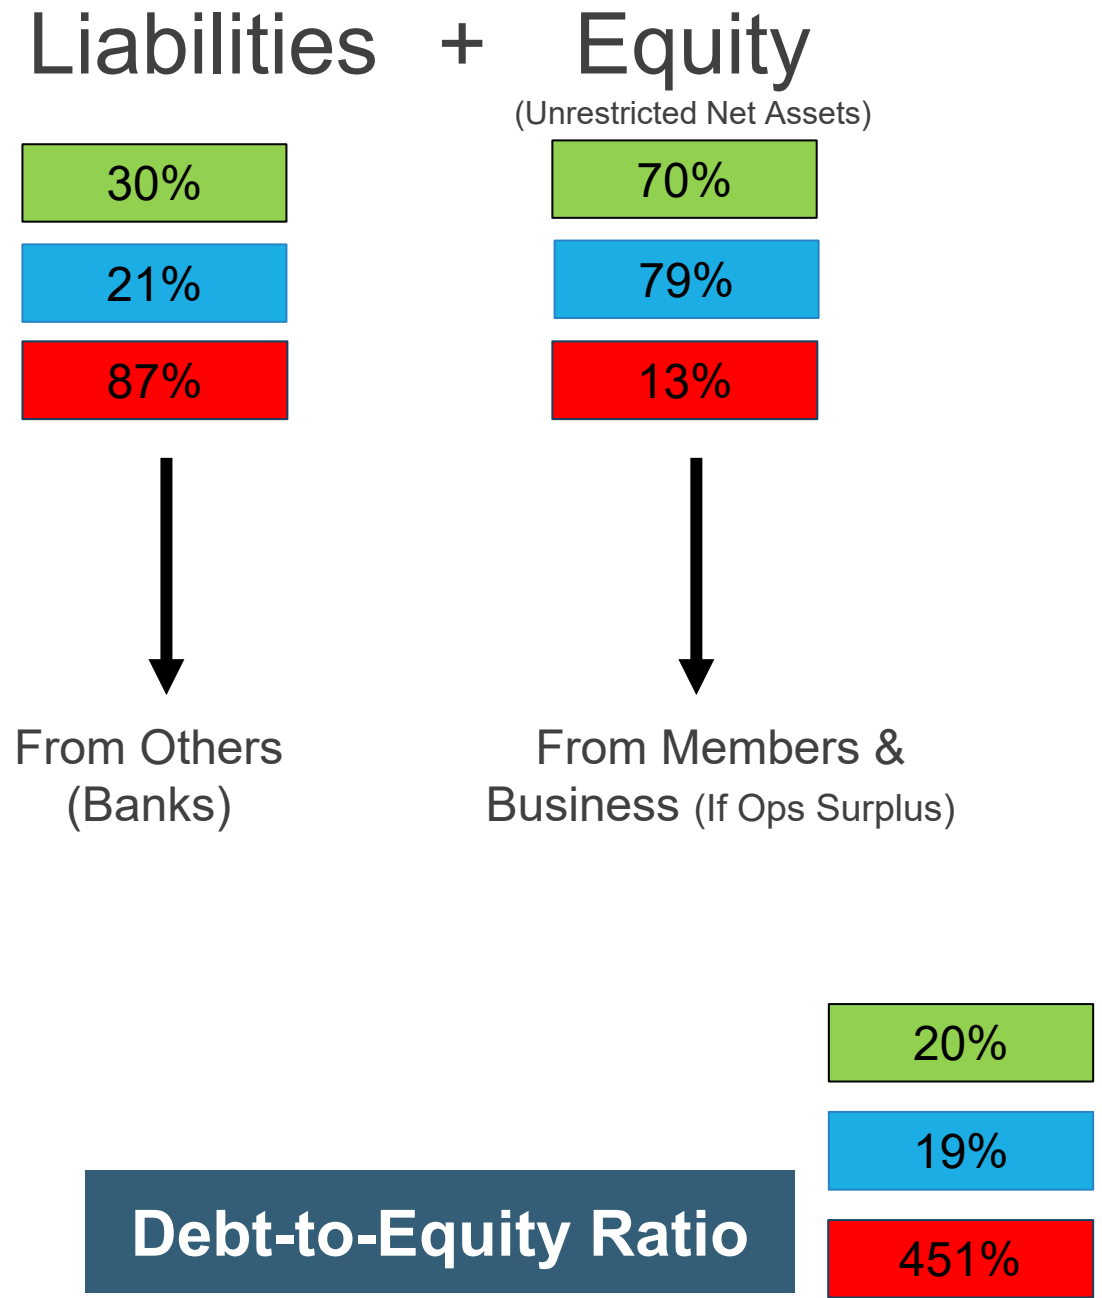 Liabilities + Equity
(Unrestricted Net Assets)
30% 70%
21% 79%
87% 13%
From Others
(Banks)
From Members &
Business (If Ops Surplus)
20%
19%
Debt-to-Equity Ratio
451%